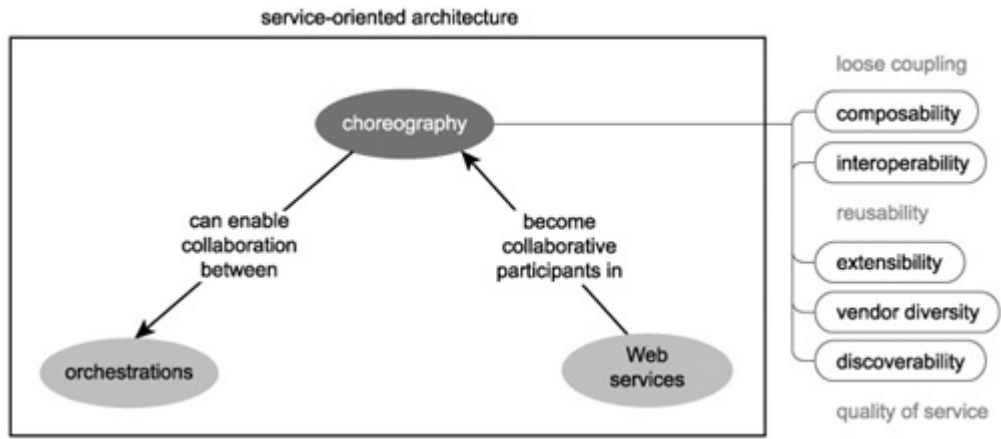 service-oriented architecture
choreography
can enable
collaboration
between
become
collaborative
participants in
orchestrations
Web
services
loose coupling
composability
interoperability
reusability
extensibility
vendor diversity
discoverability
quality of service